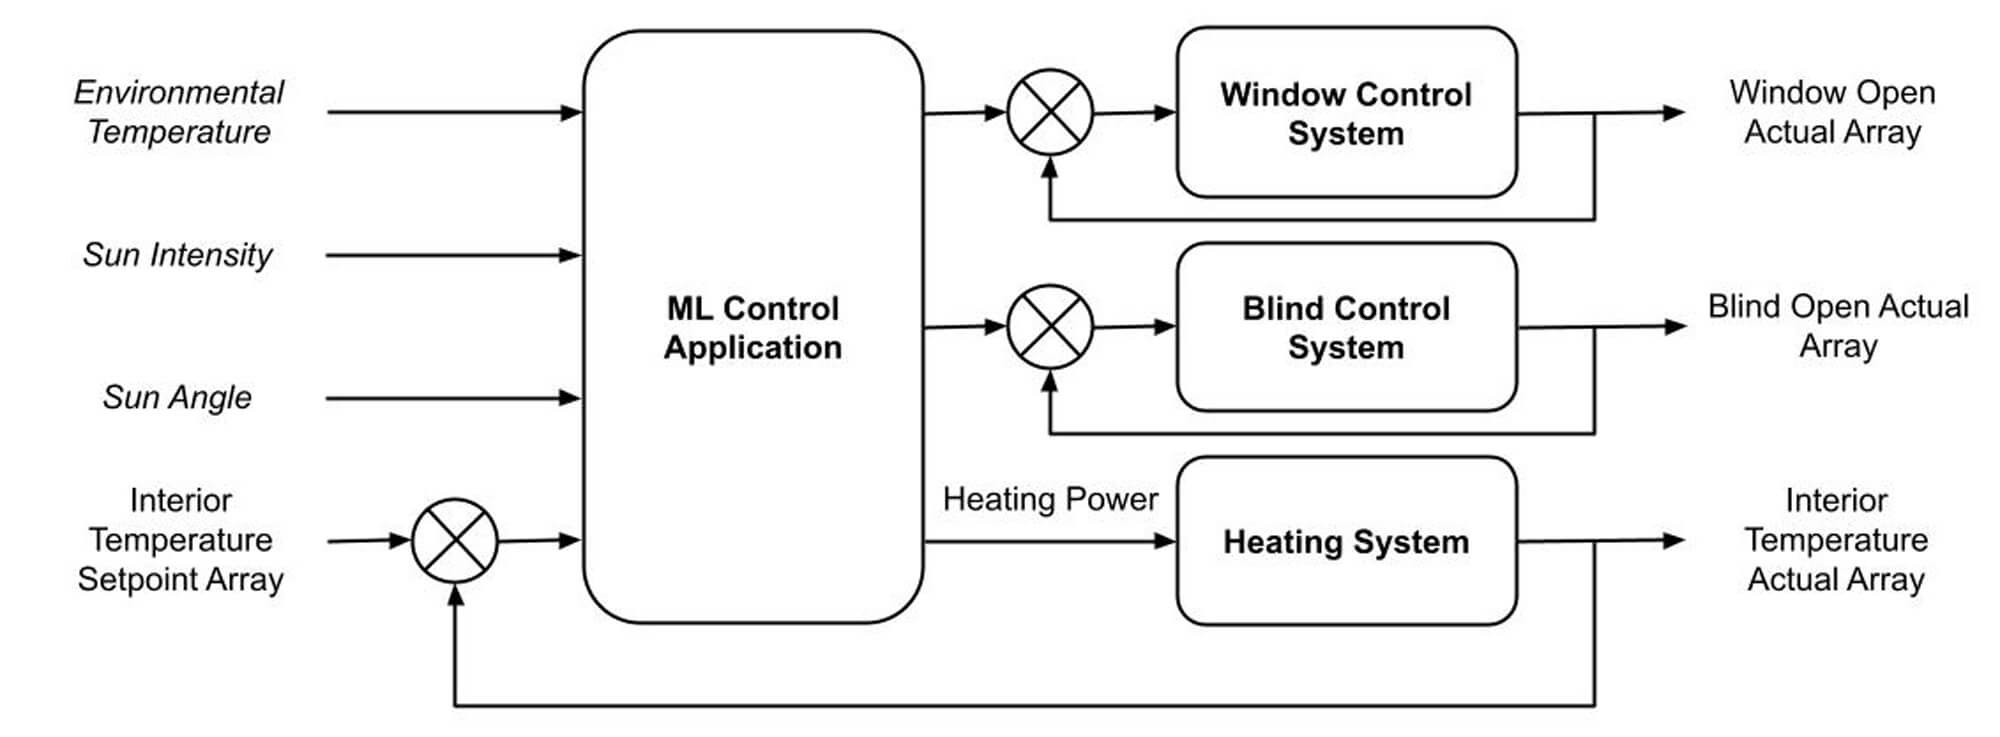 Environmental
Temperature
Sun Intensity
Sun Angle
Interior
Temperature
Setpoint Array
ML Control
Application
Window Control
System
Window Open
Actual Array
Blind Control
System
Blind Open Actual
Array
Heating Power
Heating System
Interior
Temperature
Actual Array